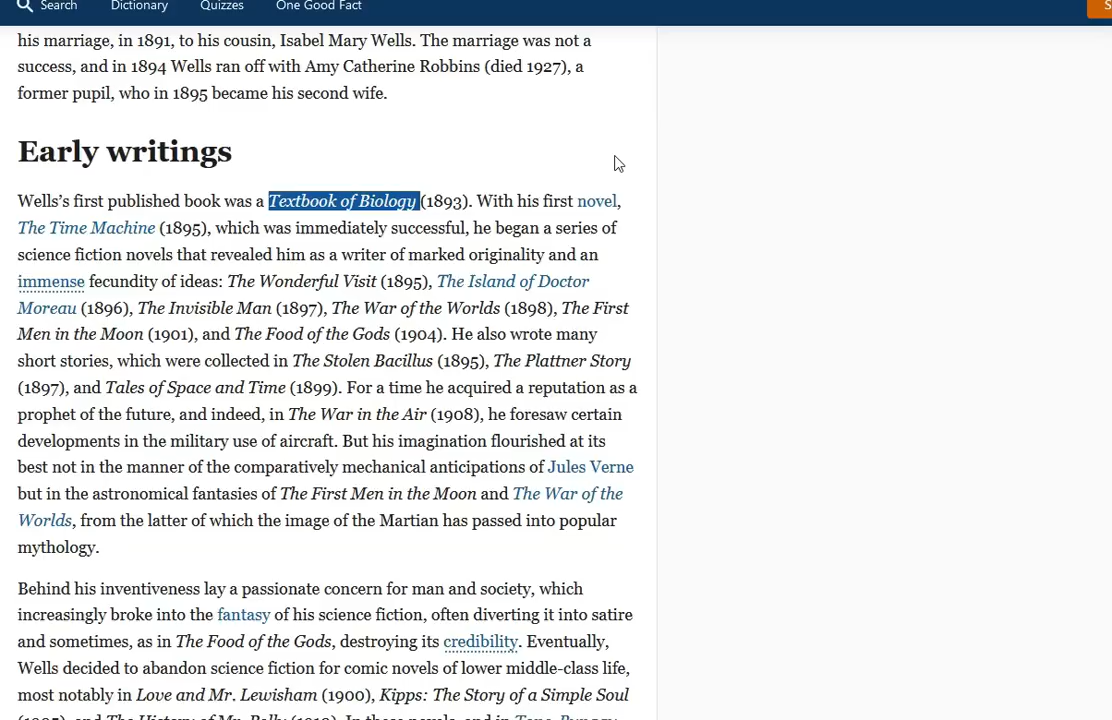 Search Dictionary Quizzes One Good Fact S
his marriage, in 1891, to his cousin, Isabel Mary Wells. The marriage was not a
success, and in 1894 Wells ran off with Amy Catherine Robbins (died 1927), a
former pupil, who in 1895 became his second wife.
Early writings
Wells’s first published book was a Textbook of Biology (1893). With his first novel,
The Time Machine (1895), which was immediately successful, he began a series of
science fiction novels that revealed him as a writer of marked originality and an
immense fecundity of ideas: The Wonderful Visit (1895), The Island of Doctor
Moreau (1896), The Invisible Man (1897), The War of the Worlds (1898), The First
Men in the Moon (1901), and The Food of the Gods (1904). He also wrote many
short stories, which were collected in The Stolen Bacillus (1895), The Plattner Story
(1897), and Tales of Space and Time (1899). For a time he acquired a reputation as a
prophet of the future, and indeed, in The War in the Air (1908), he foresaw certain
developments in the military use of aircraft. But his imagination flourished at its
best not in the manner of the comparatively mechanical anticipations of Jules Verne
but in the astronomical fantasies of The First Men in the Moon and The War of the
Worlds, from the latter of which the image of the Martian has passed into popular
mythology.
Behind his inventiveness lay a passionate concern for man and society, which
increasingly broke into the fantasy of his science fiction, often diverting it into satire
and sometimes, as in The Food of the Gods, destroying its credibility. Eventually,
Wells decided to abandon science fiction for comic novels of lower middle-class life,
most notably in Love and Mr. Lewisham (1900), Kipps: The Story of a Simple Soul
and The History of Mr. Polly (1910). In these novels, and in